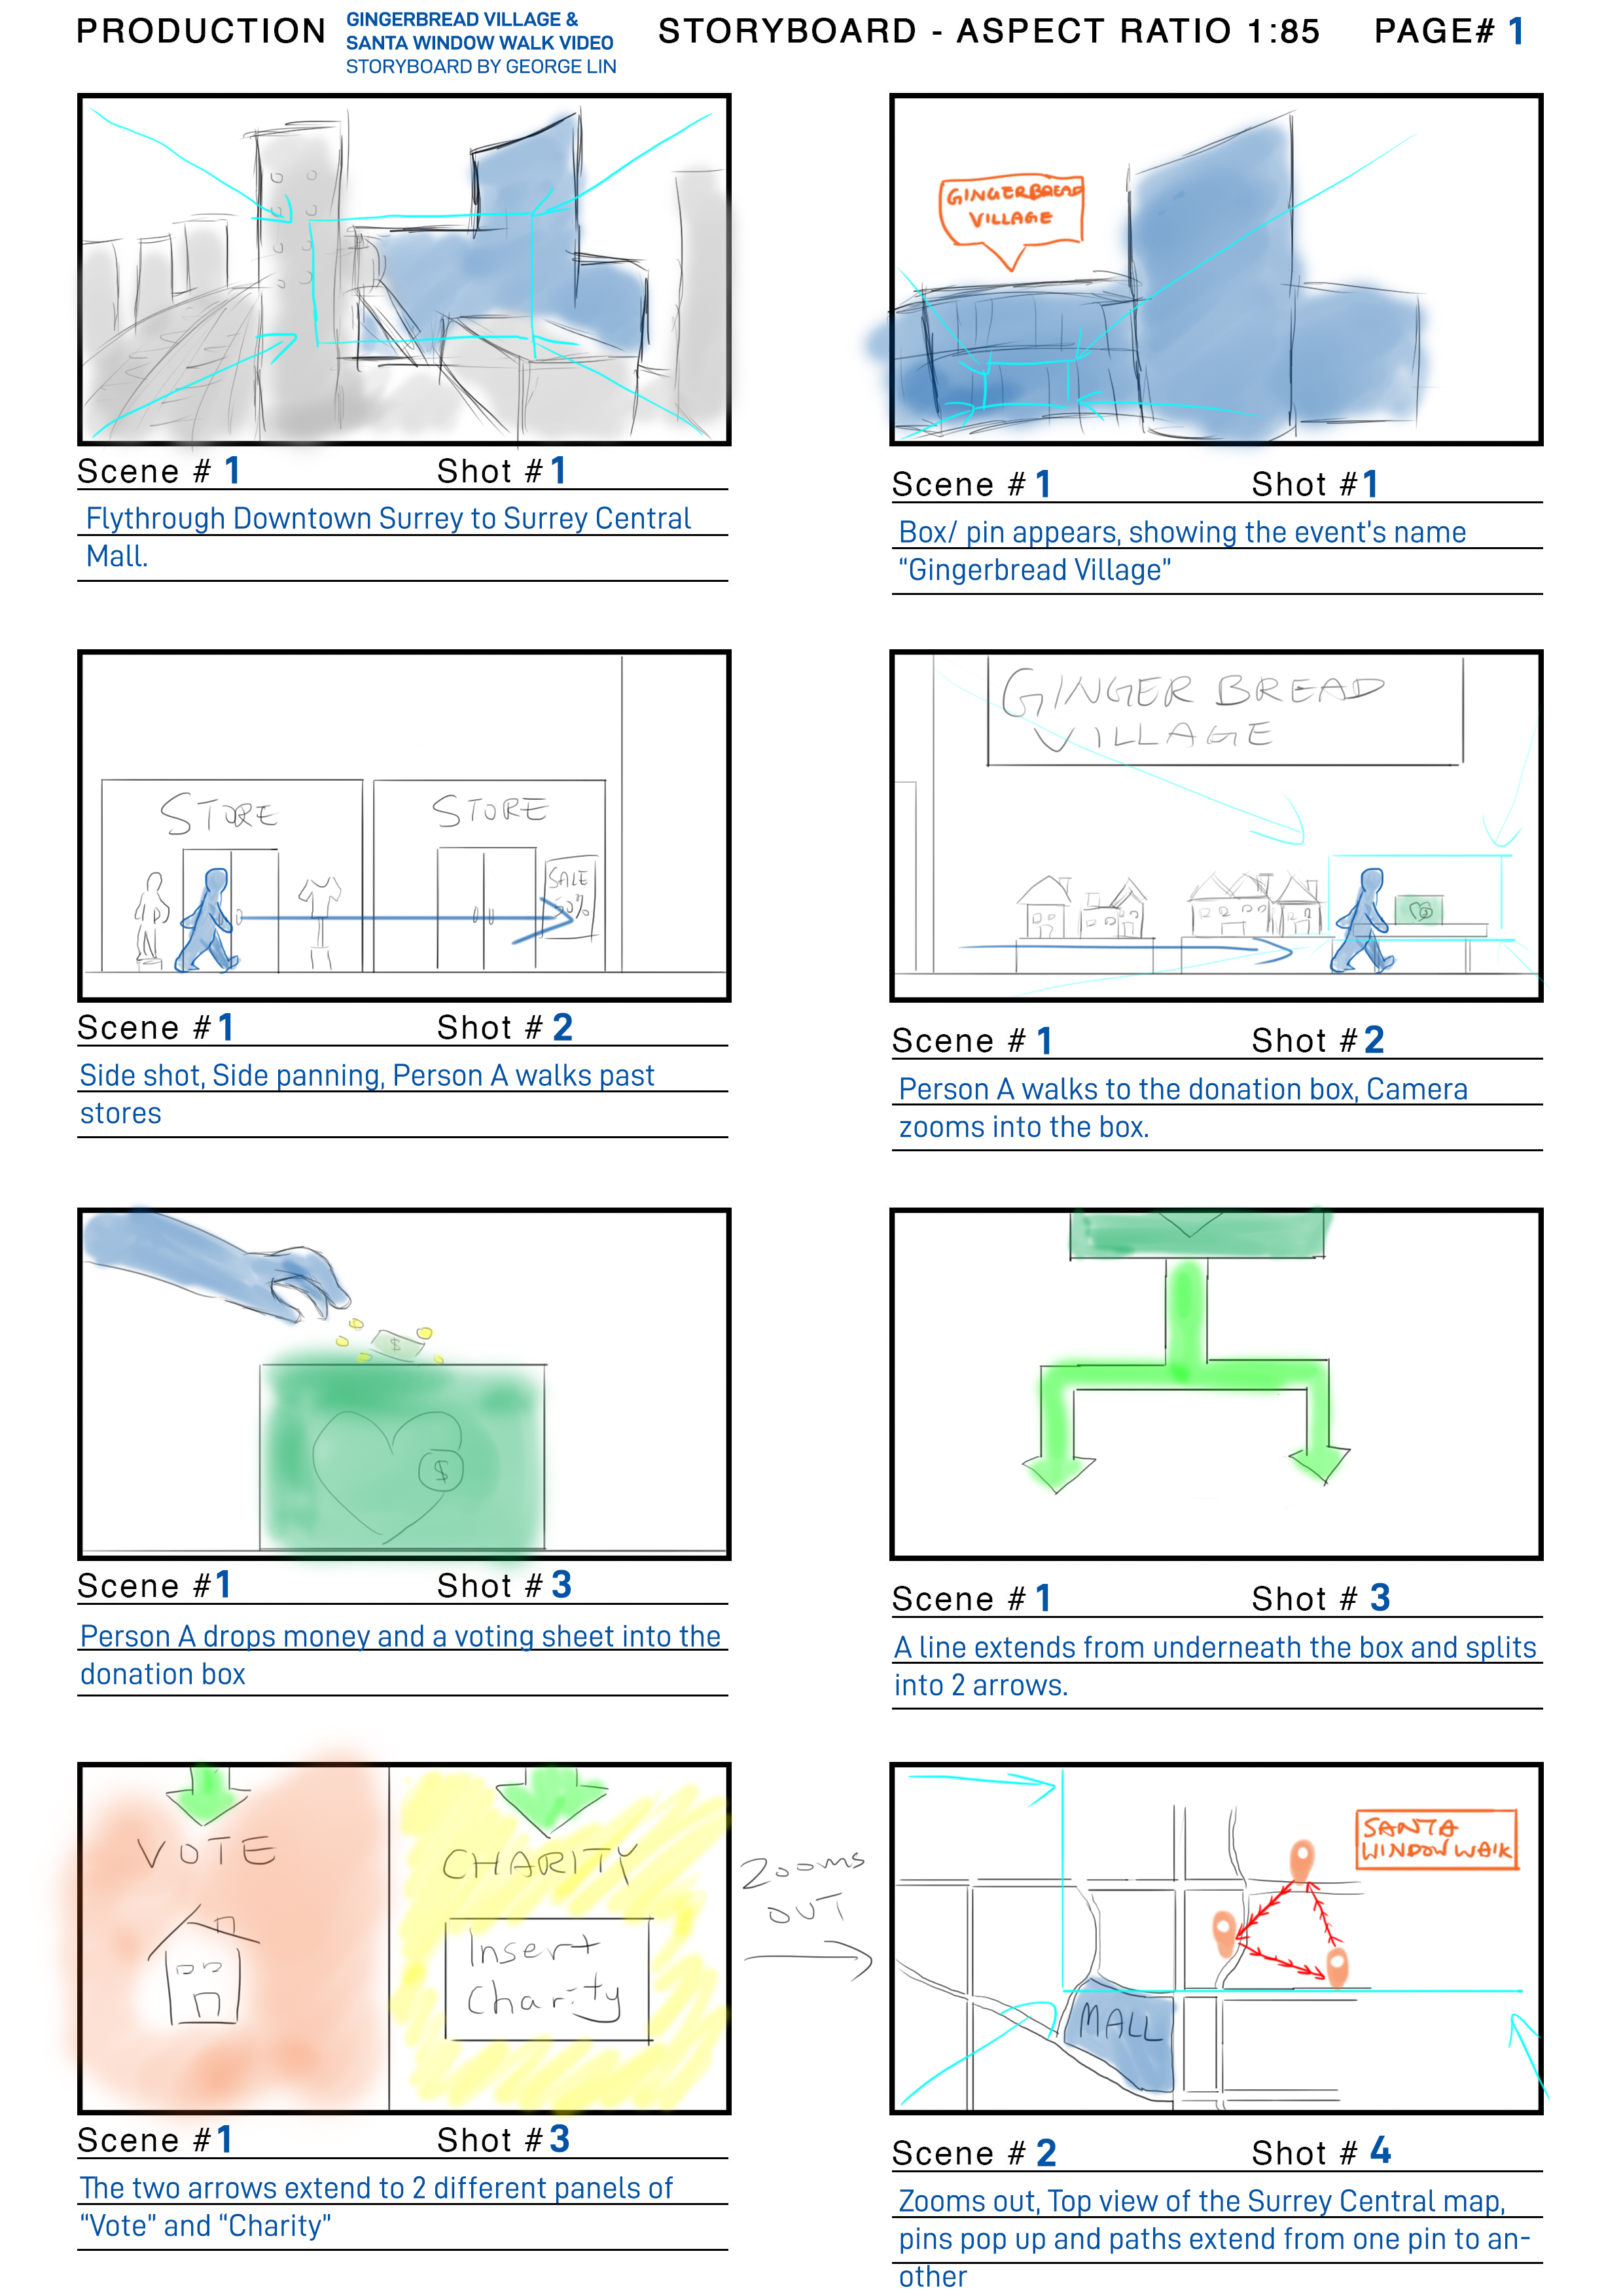 PRODUCTION
GINGERBREAD VILLAGE &
SANTA WINDOW WALK VIDEO
STORYBOARD BY GEORGE LIN
STORYBOARD - ASPECT RATIO 1:85
PAGE# 1
Scene # 1 Shot # 1
Flythrough Downtown Surrey to Surrey Central
Mall.
GINGERBREAD
VILLAGE
Scene # 1 Shot #1
Box/ pin appears, showing the event's name
“Gingerbread Village”
STORE
STORE
SALE
50%
Scene #1 Shot # 2
Side shot, Side panning, Person A walks past
stores
GINGER BREAD
VILLAGE
Scene # 1 Shot #2
Person A walks to the donation box, Camera
zooms into the box.
$
$
Scene #1 Shot # 3
Person A drops money and a voting sheet into the
donation box
Scene # 1 Shot # 3
A line extends from underneath the box and splits
into 2 arrows.
VOTE
CHARITY
Insert
Charity
Scene #1 Shot # 3
The two arrows extend to 2 different panels of
“Vote” and “Charity”
Zooms
OUT
SANTA
WINDOW WALK
MALL
Scene # 2 Shot # 4
Zooms out, Top view of the Surrey Central map,
pins pop up and paths extend from one pin to an-
other